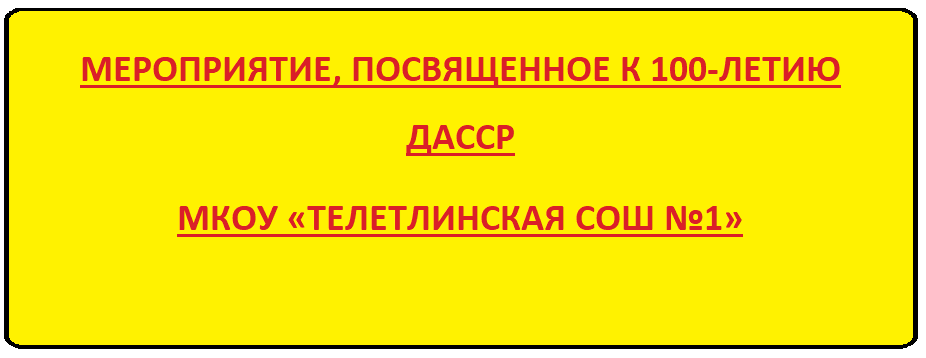 МЕРОПРИЯТИЕ, ПОСВЯЩЕННОЕ К 100-ЛЕТИЮ
ДАССР
МКОУ «ТЕЛЕТЛИНСКАЯ СОШ №1»